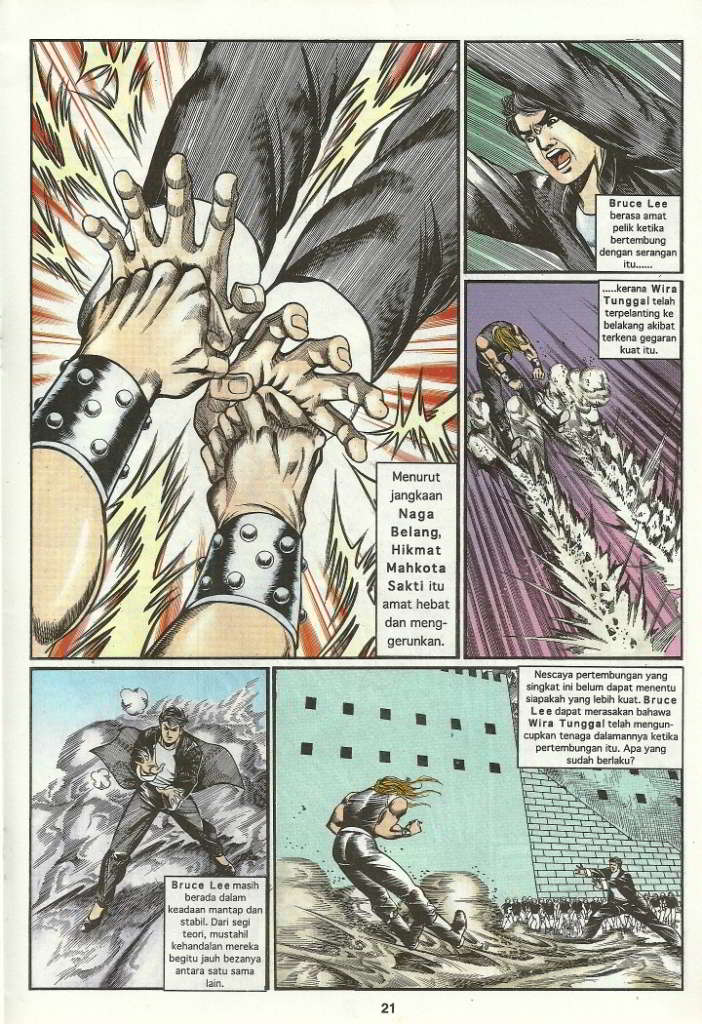 Menurut
jangkaan
Naga
Belang,
Hikmat
Mahkota
Sakti itu
amat hebat
dan meng-
gerunkan.
Bruce Lee
berasa amat
pelik ketika
bertembung
dengan serangan
itu......
.....kerana Wira
Tunggal telah
terpelanting ke
belakang akibat
terkena gegaran
kuat itu.
Bruce Lee masih
berada dalam
keadaan mantap dan
stabil. Dari segi
teori, mustahil
kehandalan mereka
begitu jauh bezanya
antara satu sama
lain.
Nescaya pertembungan yang
singkat ini belum dapat menentu
siapakah yang lebih kuat. Bruce
Lee dapat merasakan bahawa
Wira Tunggal telah mengun-
cupkan tenaga dalamannya ketika
pertembungan itu. Apa yang
sudah berlaku?
21